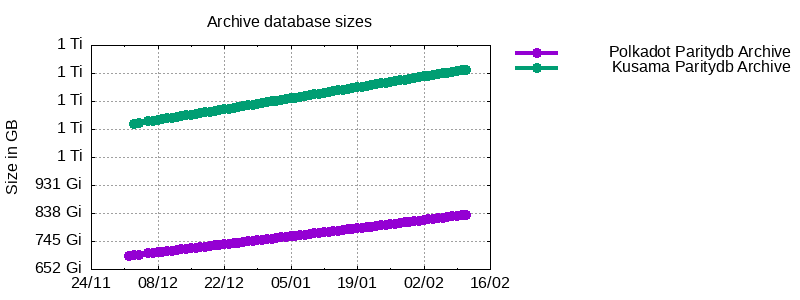 Archive database sizes
Polkadot Paritydb Archive
Kusama Paritydb Archive
Size in GB
1 Ti
1 Ti
1 Ti
1 Ti
1 Ti
931 Gi
838 Gi
745 Gi
652 Gi
24/11 08/12 22/12 05/01 19/01 02/02 16/02